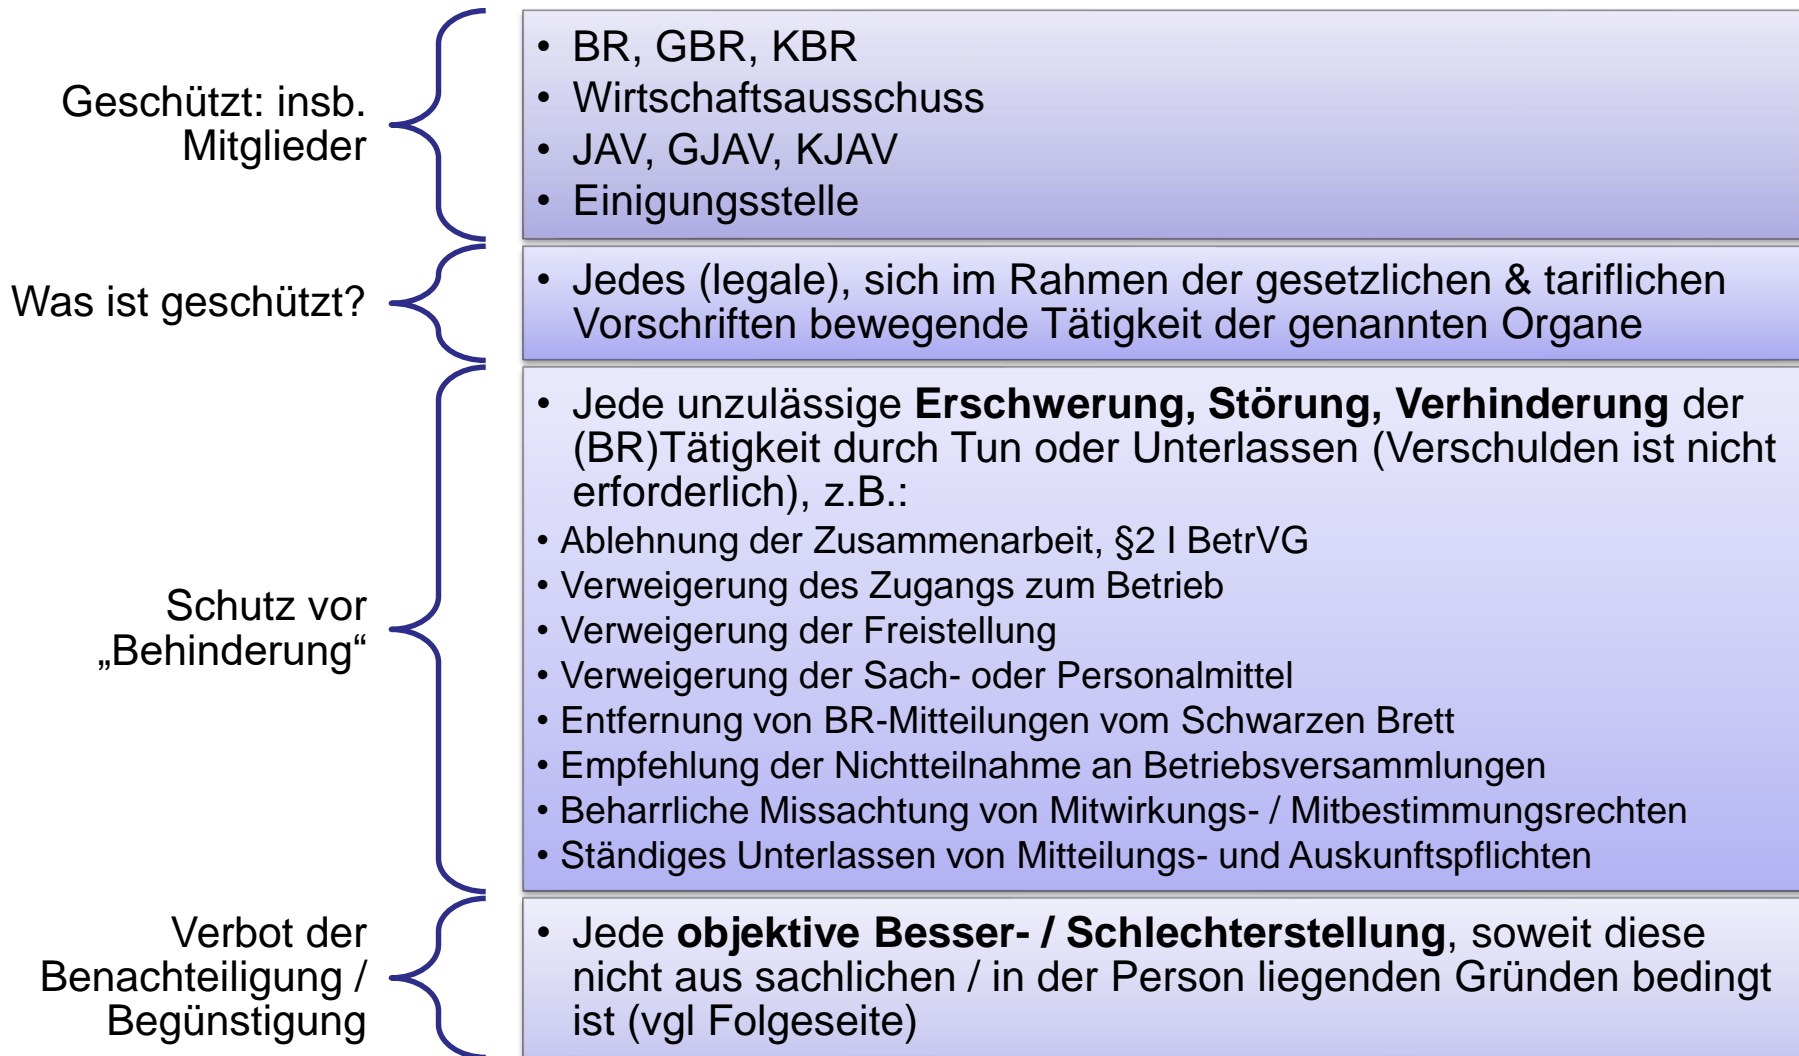 Geschützt: insb.
Mitglieder
• BR, GBR, KBR
• Wirtschaftsausschuss
• JAV, GJAV, KJAV
• Einigungsstelle
Was ist geschützt?
• Jedes (legale), sich im Rahmen der gesetzlichen & tariflichen
Vorschriften bewegende Tätigkeit der genannten Organe
Schutz vor
„Behinderung“
• Jede unzulässige Erschwerung, Störung, Verhinderung der
(BR)Tätigkeit durch Tun oder Unterlassen (Verschulden ist nicht
erforderlich), z.B.:
• Ablehnung der Zusammenarbeit, §2 I BetrVG
• Verweigerung des Zugangs zum Betrieb
• Verweigerung der Freistellung
• Verweigerung der Sach- oder Personalmittel
• Entfernung von BR-Mitteilungen vom Schwarzen Brett
• Empfehlung der Nichtteilnahme an Betriebsversammlungen
• Beharrliche Missachtung von Mitwirkungs- / Mitbestimmungsrechten
• Ständiges Unterlassen von Mitteilungs- und Auskunftspflichten
Verbot der
Benachteiligung /
Begünstigung
• Jede objektive Besser- / Schlechterstellung, soweit diese
nicht aus sachlichen / in der Person liegenden Gründen bedingt
ist (vgl Folgeseite)